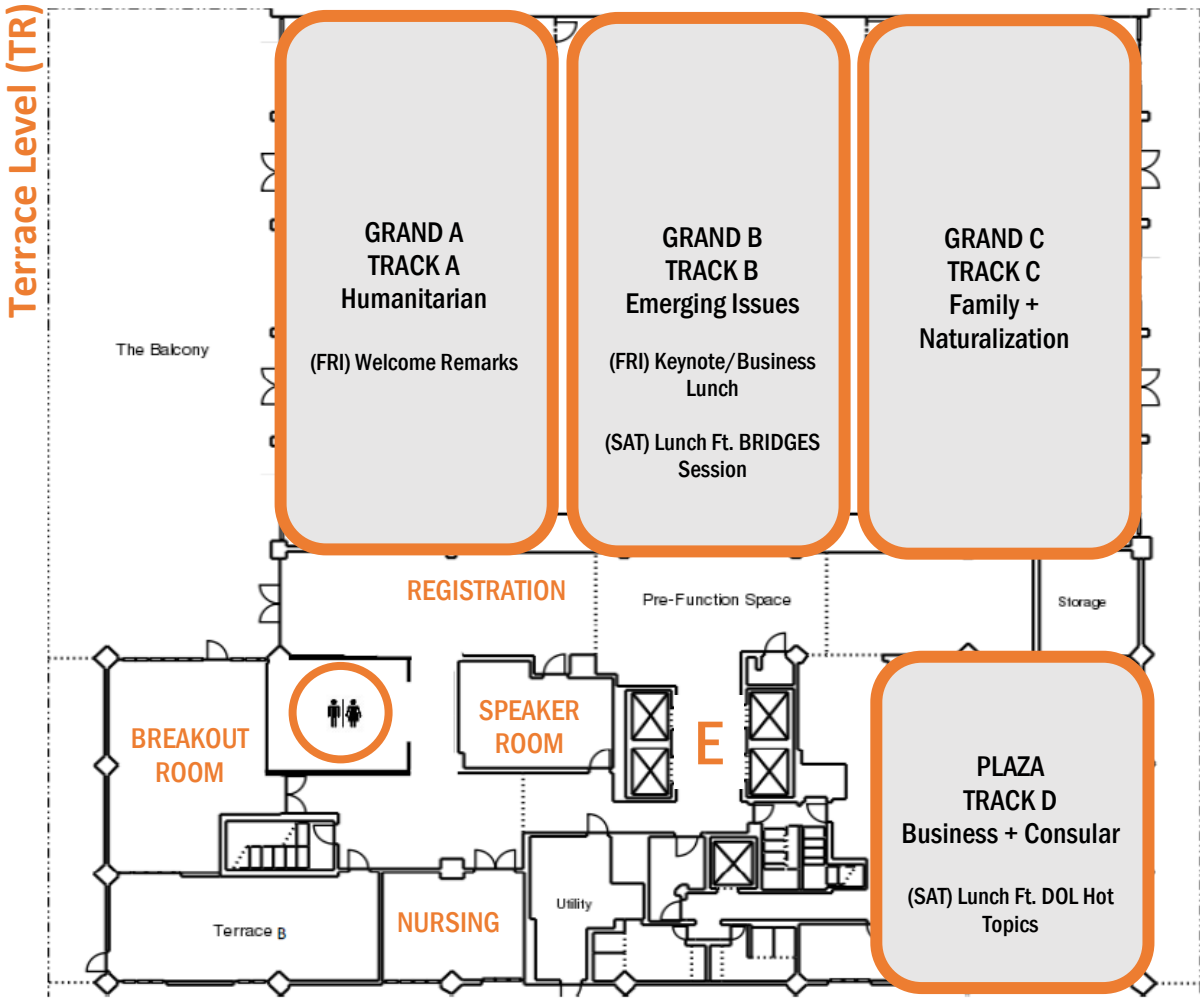 Terrace Level (TR)
The Balcony
GRAND A
TRACK A
Humanitarian
(FRI) Welcome Remarks
GRAND B
TRACK B
Emerging Issues
(FRI) Keynote/Business
Lunch
(SAT) Lunch Ft. BRIDGES
Session
GRAND C
TRACK C
Family +
Naturalization
REGISTRATION
Pre-Function Space
Storage
BREAKOUT
ROOM
SPEAKER
ROOM
E
PLAZA
TRACK D
Business + Consular
(SAT) Lunch Ft. DOL Hot
Topics
Terrace B
NURSING
Utility